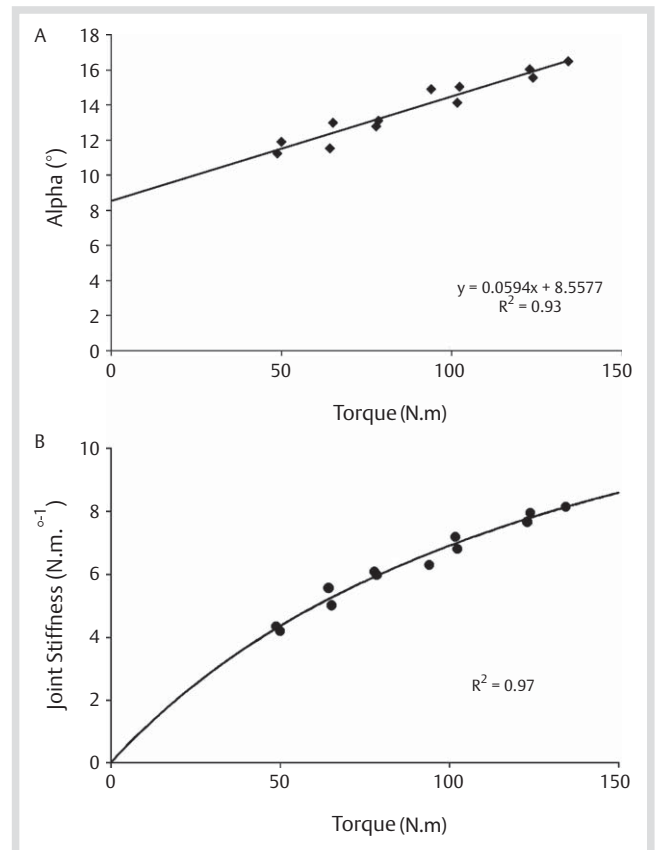 A
18
16
14
12
10
8
6
4
2
0
Alpha (°)
y = 0.0594x + 8.5577
R² = 0.93
0 50 100 150
Torque (N.m)
B
10
8
6
4
2
0
Joint Stiffness (N.m.°⁻¹)
R² = 0.97
0 50 100 150
Torque (N.m)